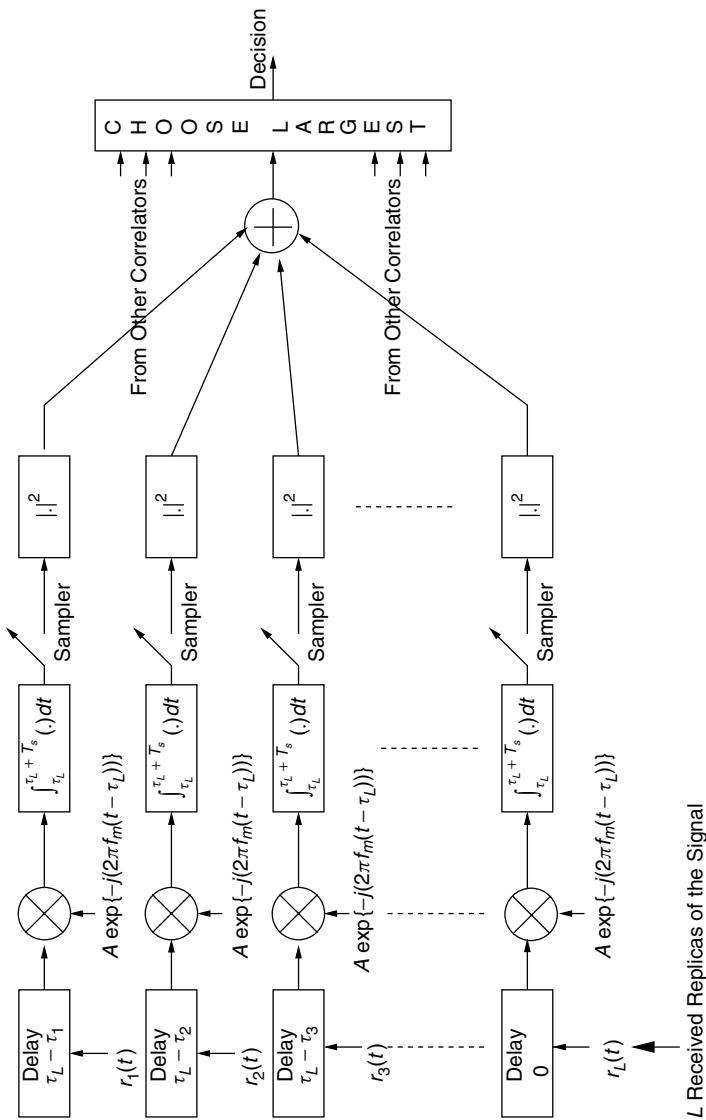 Delay
τ_L − τ_1
r_1(t)
A exp{−j(2πf_m(t − τ_L))}
∫_{τ_L}^{τ_L + T_s} (.)dt
Sampler
|.|^2
Delay
τ_L − τ_2
r_2(t)
A exp{−j(2πf_m(t − τ_L))}
∫_{τ_L}^{τ_L + T_s} (.)dt
Sampler
|.|^2
Delay
τ_L − τ_3
r_3(t)
A exp{−j(2πf_m(t − τ_L))}
∫_{τ_L}^{τ_L + T_s} (.)dt
Sampler
|.|^2
Delay
0
r_L(t)
A exp{−j(2πf_m(t − τ_L))}
∫_{τ_L}^{τ_L + T_s} (.)dt
Sampler
|.|^2
From Other Correlators
From Other Correlators
CHOOSE LARGEST
Decision
L Received Replicas of the Signal